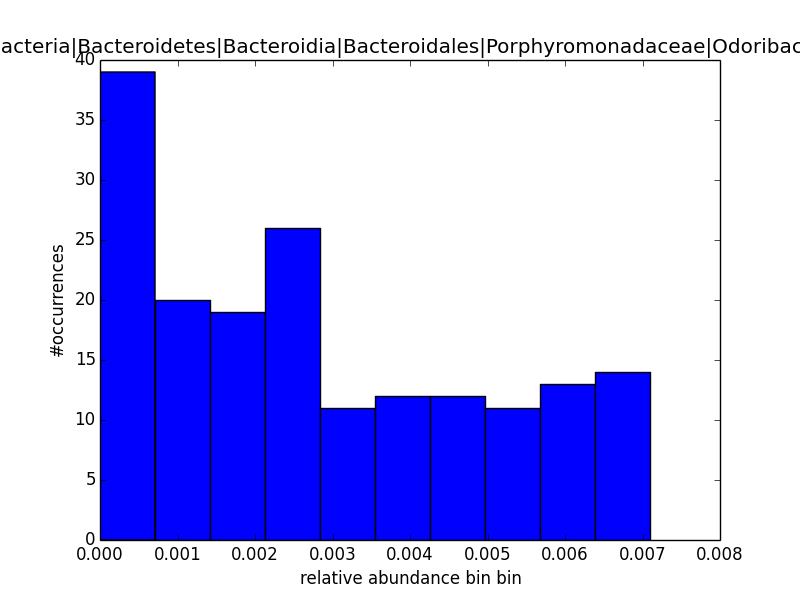 acteria|Bacteroidetes|Bacteroidia|Bacteroidales|Porphyromonadaceae|Odoribac
40
35
30
25
20
15
10
5
0
#occurrences
0.000 0.001 0.002 0.003 0.004 0.005 0.006 0.007 0.008
relative abundance bin bin